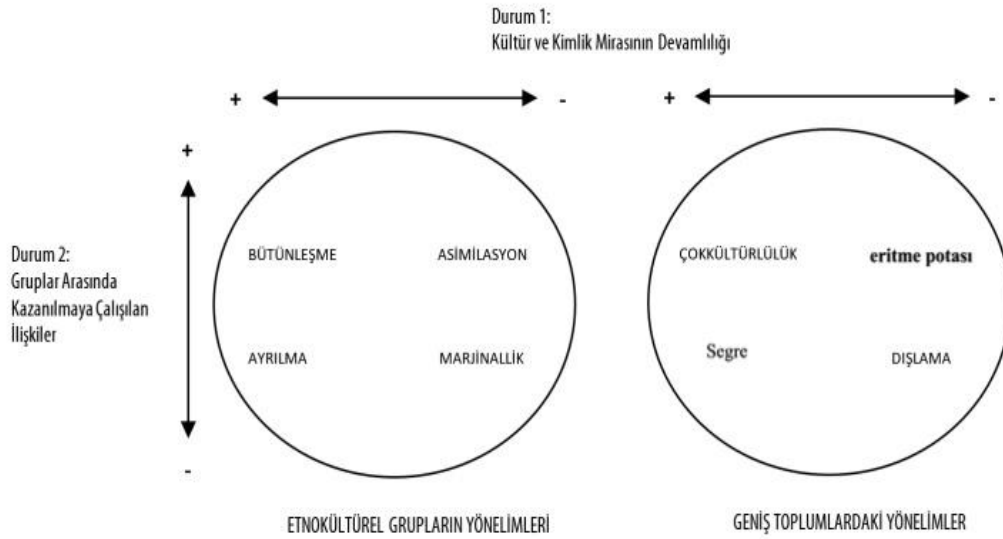 Durum 1:
Kültür ve Kimlik Mirasının Devamlılığı
+ - + -
+
Durum 2:
Gruplar Arasında
Kazanılmaya Çalışılan
İlişkiler
BÜTÜNLEŞME ASİMİLASYON
AYRILMA MARJİNALLİK
ÇOKKÜLTÜRLÜLÜK eritme potası
Segre DIŞLAMA
-
ETNOKÜLTÜREL GRUPLARIN YÖNELİMLERİ
GENİŞ TOPLUMLARDAKİ YÖNELİMLER